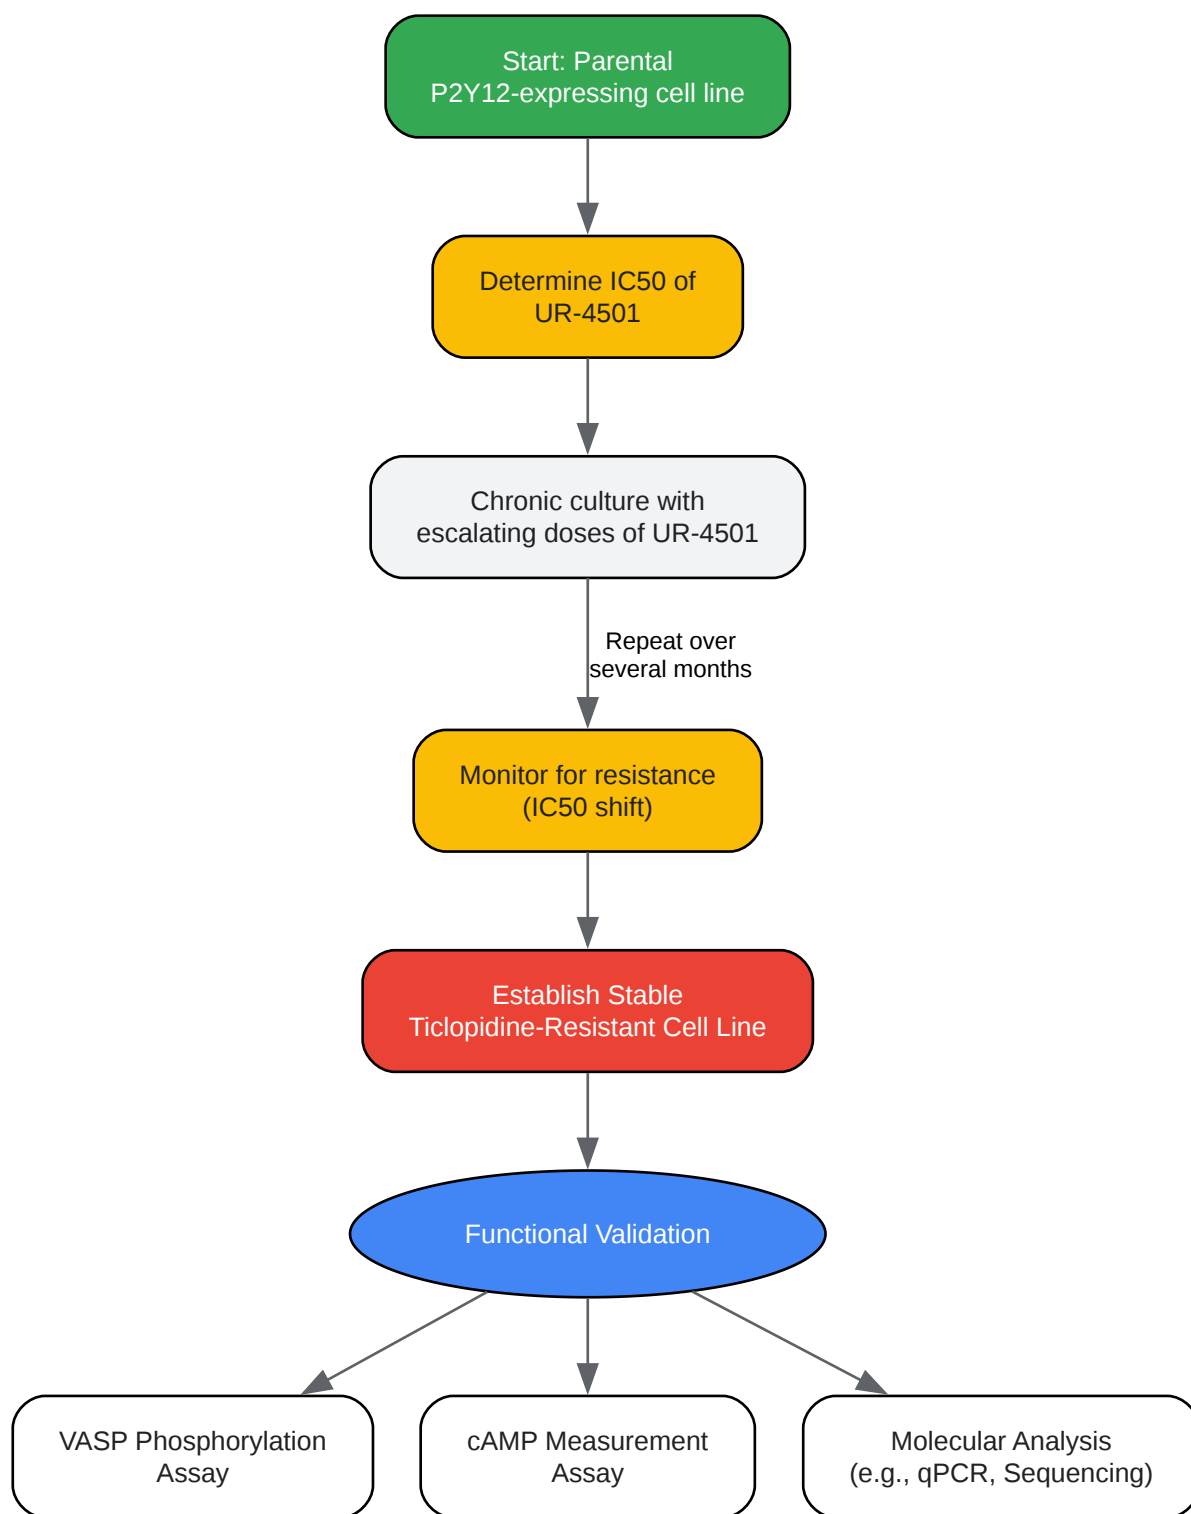 Start: Parental
P2Y12-expressing cell line
Determine IC50 of
UR-4501
Chronic culture with
escalating doses of UR-4501
Repeat over
several months
Monitor for resistance
(IC50 shift)
Establish Stable
Ticlopidine-Resistant Cell Line
Functional Validation
VASP Phosphorylation
Assay
cAMP Measurement
Assay
Molecular Analysis
(e.g., qPCR, Sequencing)